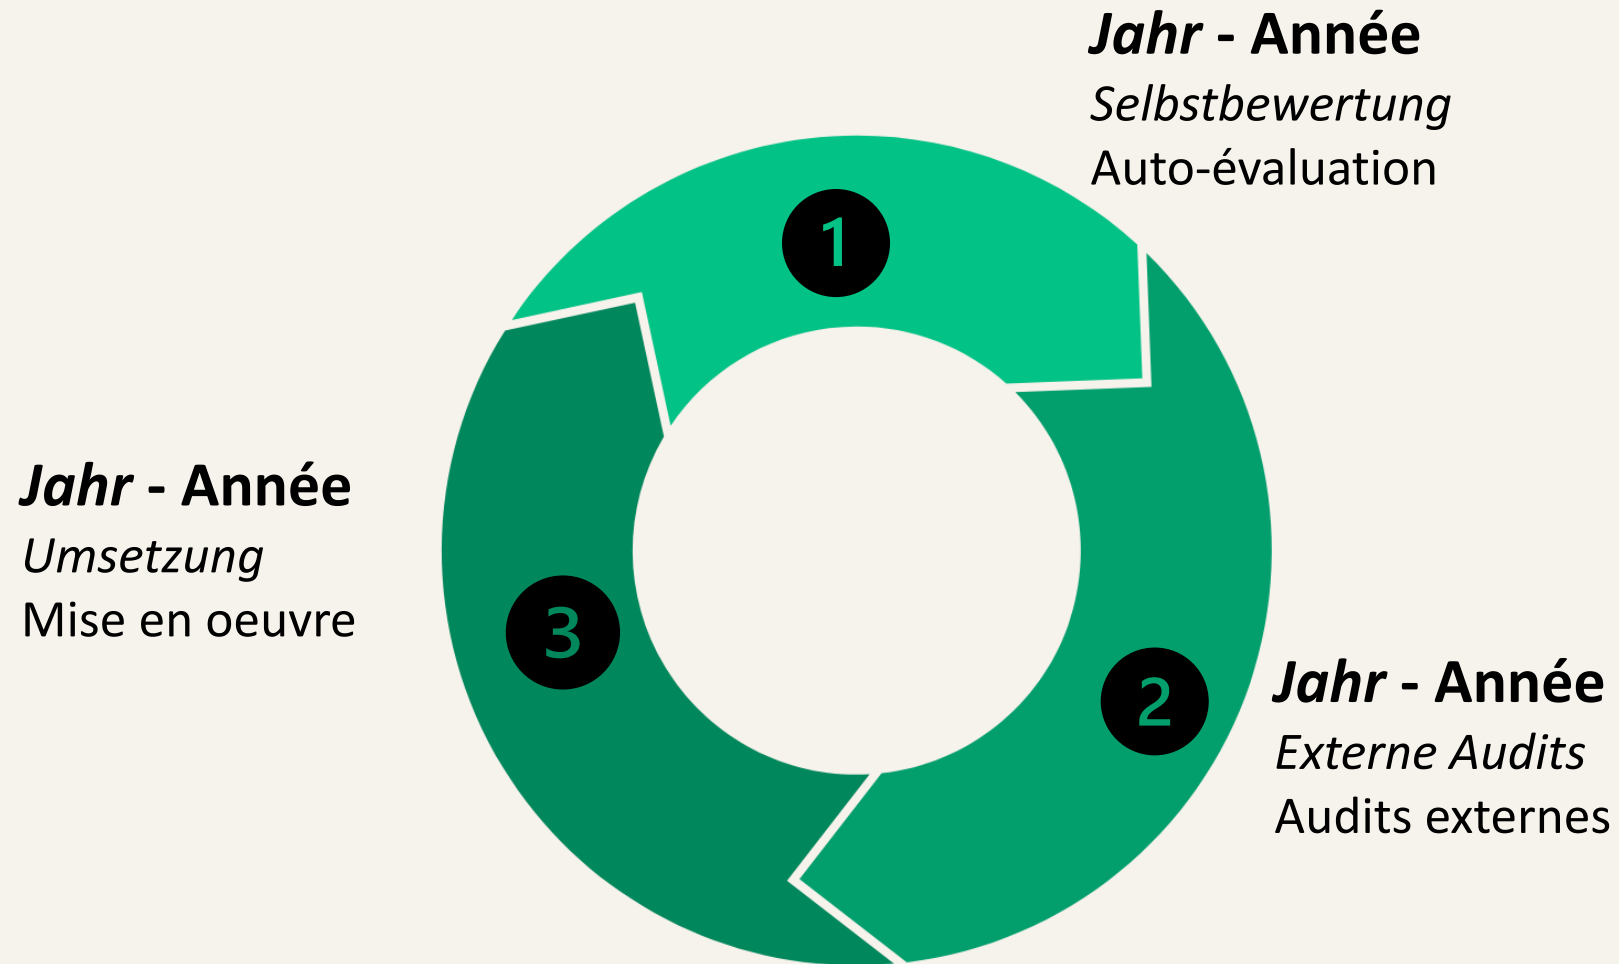 Jahr - Année
Selbstbewertung
Auto-évaluation
1
Jahr - Année
Externe Audits
Audits externes
2
Jahr - Année
Umsetzung
Mise en oeuvre
3